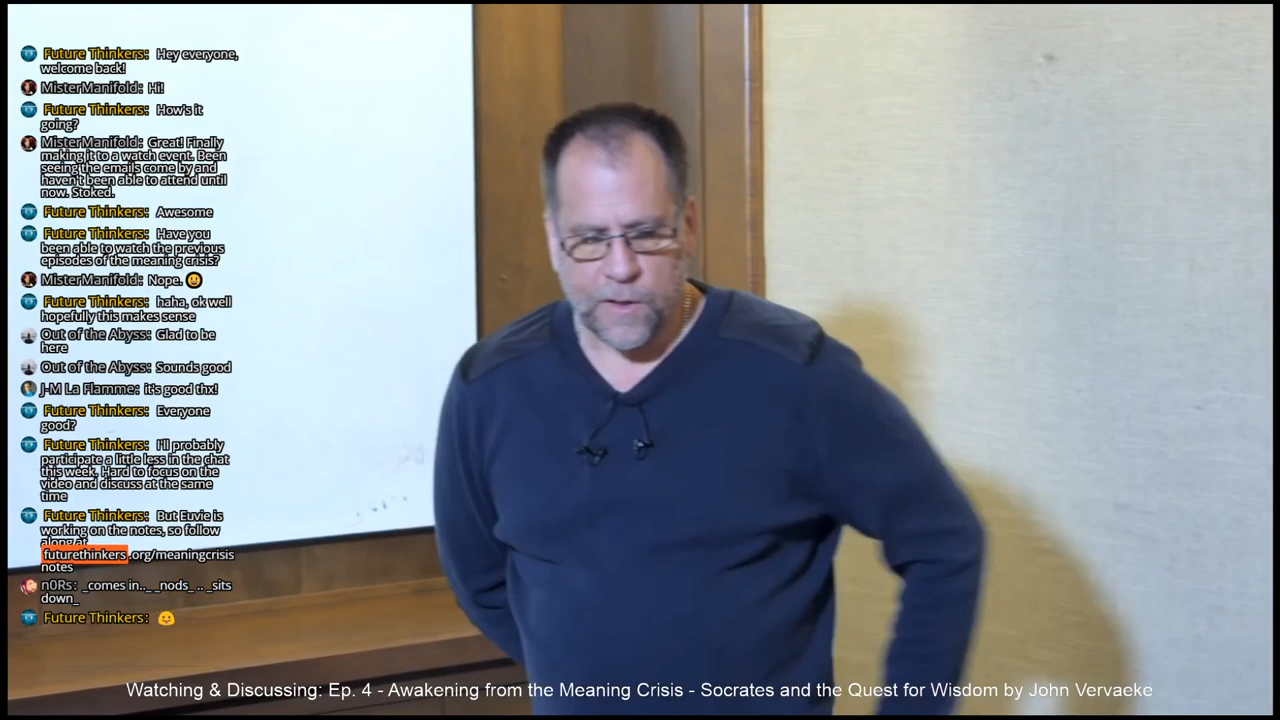 Future Thinkers: Hey everyone,
welcome back!
MisterManifold: Hi!
Future Thinkers: How's it
going?
MisterManifold: Great! Finally
making it to a watch event. Been
seeing the emails come by and
haven't been able to attend until
now. Stoked.
Future Thinkers: Awesome
Future Thinkers: Have you
been able to watch the previous
episodes of the meaning crisis?
MisterManifold: Nope. 😃
Future Thinkers: haha, ok well
hopefully this makes sense
Out of the Abyss: Glad to be
here
Out of the Abyss: Sounds good
J-M La Flamme: it's good thx!
Future Thinkers: Everyone
good?
Future Thinkers: I'll probably
participate a little less in the chat
this week. Hard to focus on the
video and discuss at the same
time
Future Thinkers: But Euvie is
working on the notes, so follow
along at
futurethinkers.org/meaningcrisis
notes
n0Rs: _comes in.._ _nods_ .. _sits
down_
Future Thinkers: 🙂
Watching & Discussing: Ep. 4 - Awakening from the Meaning Crisis - Socrates and the Quest for Wisdom by John Vervaeke